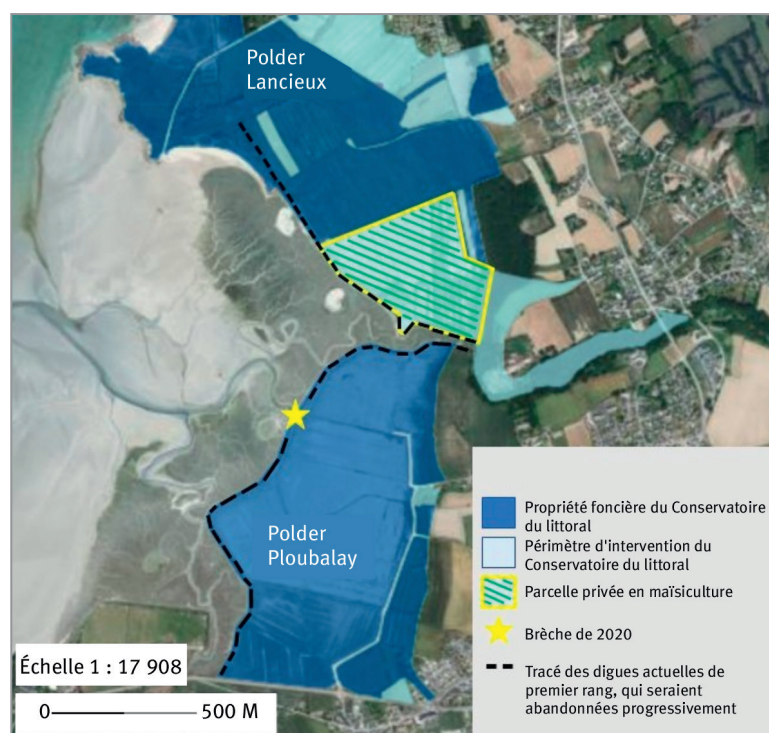 Polder
Lancieux
Polder
Ploubalay
Propriété foncière du Conservatoire
du littoral
Périmètre d'intervention du
Conservatoire du littoral
Parcelle privée en maïsiculture
Brèche de 2020
Tracé des digues actuelles de
premier rang, qui seraient
abandonnées progressivement
Échelle 1 : 17 908
0 500 M